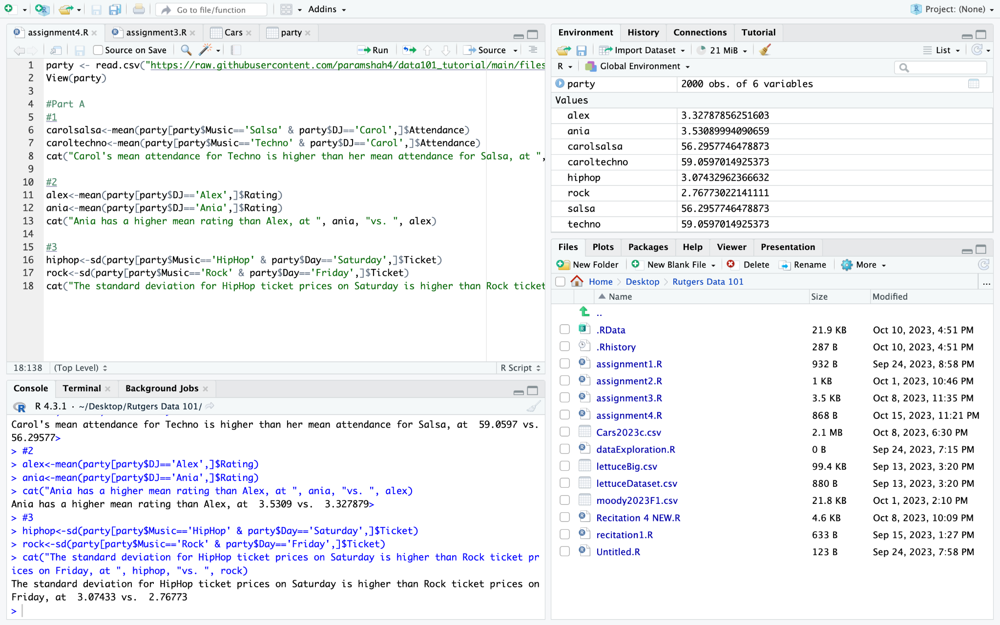 Go to file/function
Addins
Project: (None)
assignment4.R
assignment3.R
Cars
party
Source on Save
Run
Source
1 party <- read.csv("https://raw.githubusercontent.com/paramshah4/data101_tutorial/main/files
2 View(party)
3
4 #Part A
5 #1
6 carolsalsa<-mean(party[party$Music=='Salsa' & party$DJ=='Carol',]$Attendance)
7 caroltechno<-mean(party[party$Music=='Techno' & party$DJ=='Carol',]$Attendance)
8 cat("Carol's mean attendance for Techno is higher than her mean attendance for Salsa, at ",
9
10 #2
11 alex<-mean(party[party$DJ=='Alex',]$Rating)
12 ania<-mean(party[party$DJ=='Ania',]$Rating)
13 cat("Ania has a higher mean rating than Alex, at ", ania, "vs. ", alex)
14
15 #3
16 hiphop<-sd(party[party$Music=='HipHop' & party$Day=='Saturday',]$Ticket)
17 rock<-sd(party[party$Music=='Rock' & party$Day=='Friday',]$Ticket)
18 cat("The standard deviation for HipHop ticket prices on Saturday is higher than Rock ticket
18:138 (Top Level) R Script
Console Terminal Background Jobs
R 4.3.1 · ~/Desktop/Rutgers Data 101/
Carol's mean attendance for Techno is higher than her mean attendance for Salsa, at  59.0597 vs.
56.29577>
> #2
> alex<-mean(party[party$DJ=='Alex',]$Rating)
> ania<-mean(party[party$DJ=='Ania',]$Rating)
> cat("Ania has a higher mean rating than Alex, at ", ania, "vs. ", alex)
Ania has a higher mean rating than Alex, at  3.5309 vs.  3.327879>
> #3
> hiphop<-sd(party[party$Music=='HipHop' & party$Day=='Saturday',]$Ticket)
> rock<-sd(party[party$Music=='Rock' & party$Day=='Friday',]$Ticket)
> cat("The standard deviation for HipHop ticket prices on Saturday is higher than Rock ticket pr
ices on Friday, at ", hiphop, "vs. ", rock)
The standard deviation for HipHop ticket prices on Saturday is higher than Rock ticket prices on
Friday, at  3.07433 vs.  2.76773
>
Environment History Connections Tutorial
Import Dataset 21 MiB List
R Global Environment
party 2000 obs. of 6 variables
Values
alex 3.32787856251603
ania 3.53089994090659
carolsalsa 56.2957746478873
caroltechno 59.0597014925373
hiphop 3.07432962366632
rock 2.76773022141111
salsa 56.2957746478873
techno 59.0597014925373
Files Plots Packages Help Viewer Presentation
New Folder New Blank File Delete Rename More
Home Desktop Rutgers Data 101 ...
Name Size Modified
..
.RData 21.9 KB Oct 10, 2023, 4:51 PM
.Rhistory 287 B Oct 10, 2023, 4:51 PM
assignment1.R 932 B Sep 24, 2023, 8:58 PM
assignment2.R 1 KB Oct 1, 2023, 10:46 PM
assignment3.R 3.5 KB Oct 8, 2023, 11:35 PM
assignment4.R 868 B Oct 15, 2023, 11:21 PM
Cars2023c.csv 2.1 MB Oct 8, 2023, 6:30 PM
dataExploration.R 0 B Sep 24, 2023, 7:15 PM
lettuceBig.csv 99.4 KB Sep 13, 2023, 3:20 PM
lettuceDataset.csv 880 B Sep 13, 2023, 3:20 PM
moody2023F1.csv 21.8 KB Oct 1, 2023, 2:10 PM
Recitation 4 NEW.R 4.6 KB Oct 8, 2023, 10:09 PM
recitation1.R 633 B Sep 15, 2023, 1:27 PM
Untitled.R 123 B Sep 24, 2023, 7:58 PM